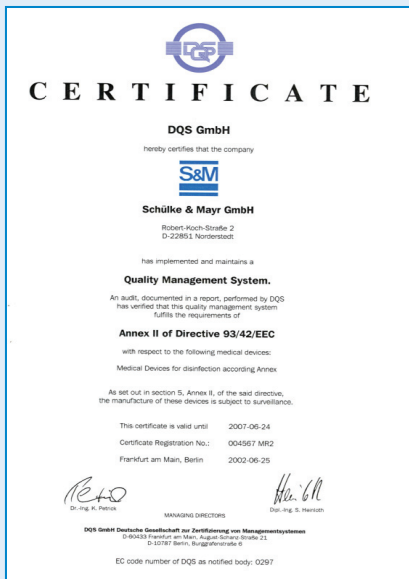 DQS
CERTIFICATE
DQS GmbH
hereby certifies that the company
S&M
Schülke & Mayr GmbH
Robert-Koch-Straße 2
D-22851 Norderstedt
has implemented and maintains a
Quality Management System.
An audit, documented in a report, performed by DQS
has verified that this quality management system
fulfills the requirements of
Annex II of Directive 93/42/EEC
with respect to the following medical devices:
Medical Devices for disinfection according Annex
As set out in section 5, Annex II, of the said directive,
the manufacture of these devices is subject to surveillance.
This certificate is valid until 2007-06-24
Certificate Registration No.: 004567 MR2
Frankfurt am Main, Berlin 2002-06-25
Dr.-Ing. K. Petrick
Dipl.-Ing. S. Heinloth
MANAGING DIRECTORS
DQS GmbH Deutsche Gesellschaft zur Zertifizierung von Managementsystemen
D-60433 Frankfurt am Main, August-Schanz-Straße 21
D-10787 Berlin, Burggrafenstraße 6
EC code number of DQS as notified body: 0297